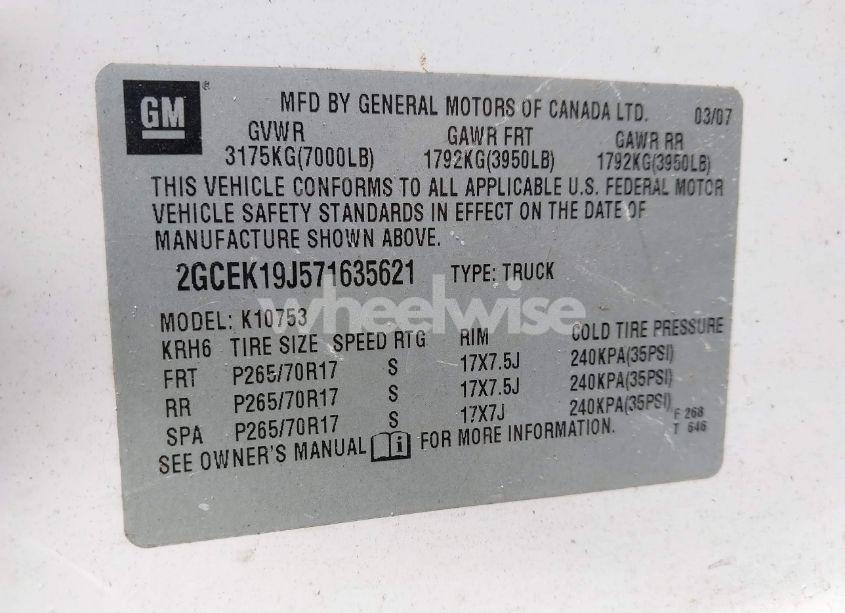 GM®
MFD BY GENERAL MOTORS OF CANADA LTD. 03/07
GVWR GAWR FRT GAWR RR
3175KG(7000LB) 1792KG(3950LB) 1792KG(3950LB)
THIS VEHICLE CONFORMS TO ALL APPLICABLE U.S. FEDERAL MOTOR
VEHICLE SAFETY STANDARDS IN EFFECT ON THE DATE OF
MANUFACTURE SHOWN ABOVE.
2GCEK19J571635621 TYPE: TRUCK
wheelwise
MODEL: K10753
KRH6 TIRE SIZE SPEED RTG RIM COLD TIRE PRESSURE
FRT P265/70R17 S 17X7.5J 240KPA(35PSI)
RR P265/70R17 S 17X7.5J 240KPA(35PSI)
SPA P265/70R17 S 17X7J 240KPA(35PSI)
SEE OWNER'S MANUAL i FOR MORE INFORMATION.
F 268
T 646